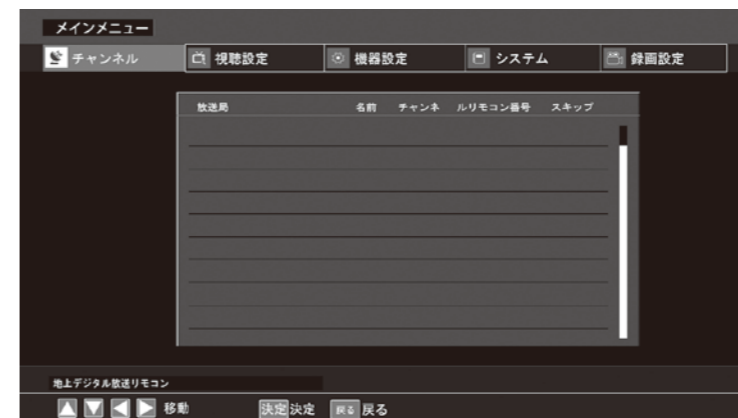 メインメニュー
チャンネル 視聴設定 機器設定 システム 録画設定
放送局 名前 チャンネ ルリモコン番号 スキップ
地上デジタル放送リモコン
移動 決定 決定 戻る 戻る